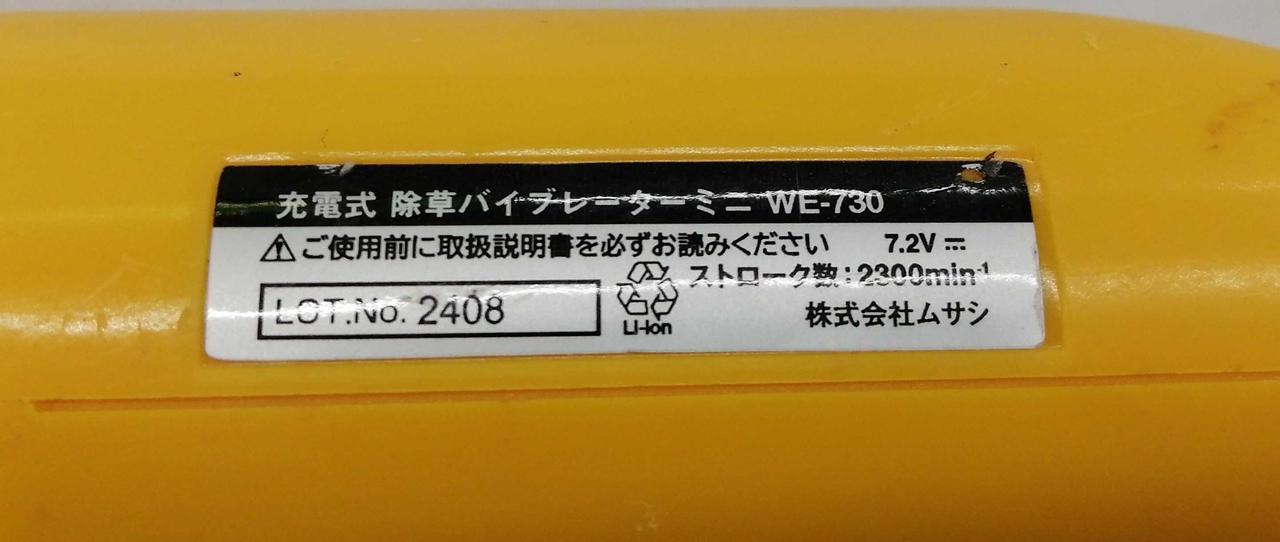 充電式 除草バイブレーターミニ WE-730
⚠ご使用前に取扱説明書を必ずお読みください 7.2V ⎓
ストローク数:2300min⁻¹
LOT.No. 2408
Li-Ion
株式会社ムサシ